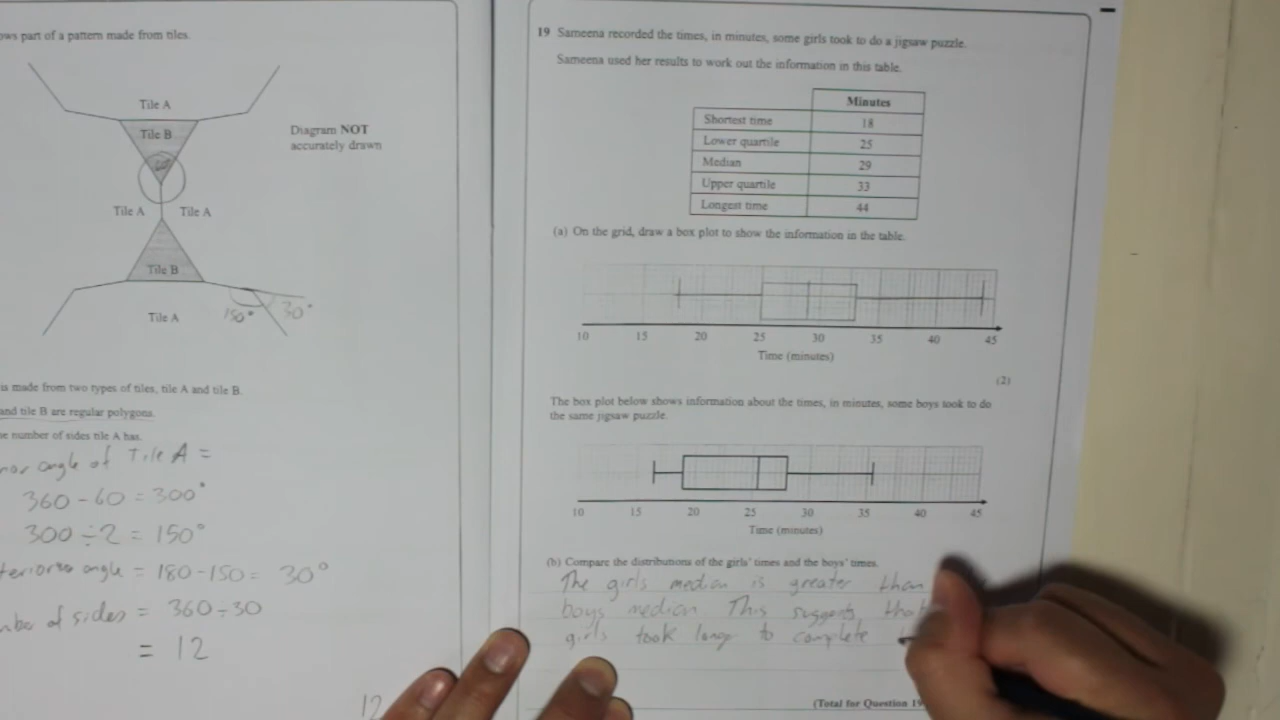 ows part of a pattern made from tiles.
Tile A
Tile B
60°
Diagram NOT
accurately drawn
Tile A
Tile A
Tile B
Tile A
150°
30°
is made from two types of tiles, tile A and tile B.
and tile B are regular polygons.
e number of sides tile A has.
angle of Tile A =
360 - 60 = 300°
300 ÷ 2 = 150°
angle = 180 - 150 = 30°
mber of sides = 360 ÷ 30
= 12
12
19 Sameena recorded the times, in minutes, some girls took to do a jigsaw puzzle.
Sameena used her results to work out the information in this table.
Minutes
Shortest time 18
Lower quartile 25
Median 29
Upper quartile 33
Longest time 44
(a) On the grid, draw a box plot to show the information in the table.
10 15 20 25 30 35 40 45
Time (minutes)
(2)
The box plot below shows information about the times, in minutes, some boys took to do
the same jigsaw puzzle.
10 15 20 25 30 35 40 45
Time (minutes)
(b) Compare the distributions of the girls' times and the boys' times.
The girls median is greater than
boys median This suggests that
girls took longer to complete
(Total for Question 19